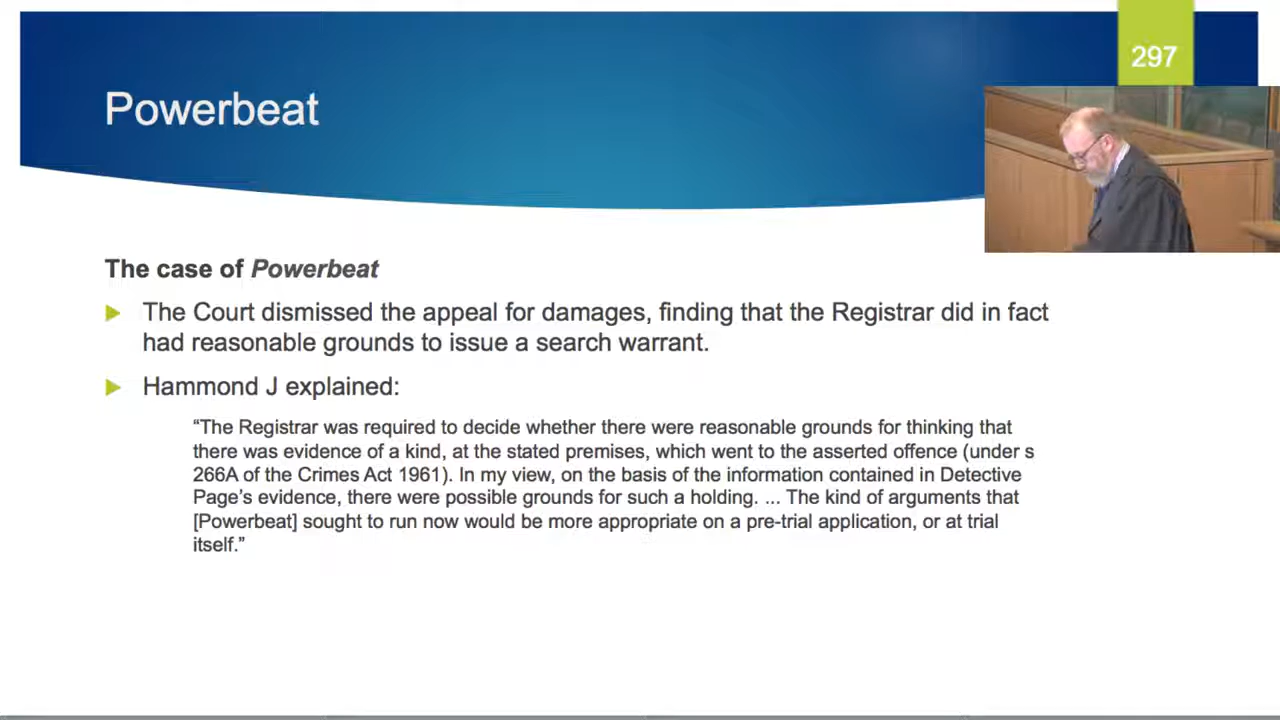 297
Powerbeat
The case of Powerbeat
The Court dismissed the appeal for damages, finding that the Registrar did in fact
had reasonable grounds to issue a search warrant.
Hammond J explained:
“The Registrar was required to decide whether there were reasonable grounds for thinking that
there was evidence of a kind, at the stated premises, which went to the asserted offence (under s
266A of the Crimes Act 1961). In my view, on the basis of the information contained in Detective
Page’s evidence, there were possible grounds for such a holding. ... The kind of arguments that
[Powerbeat] sought to run now would be more appropriate on a pre-trial application, or at trial
itself.”